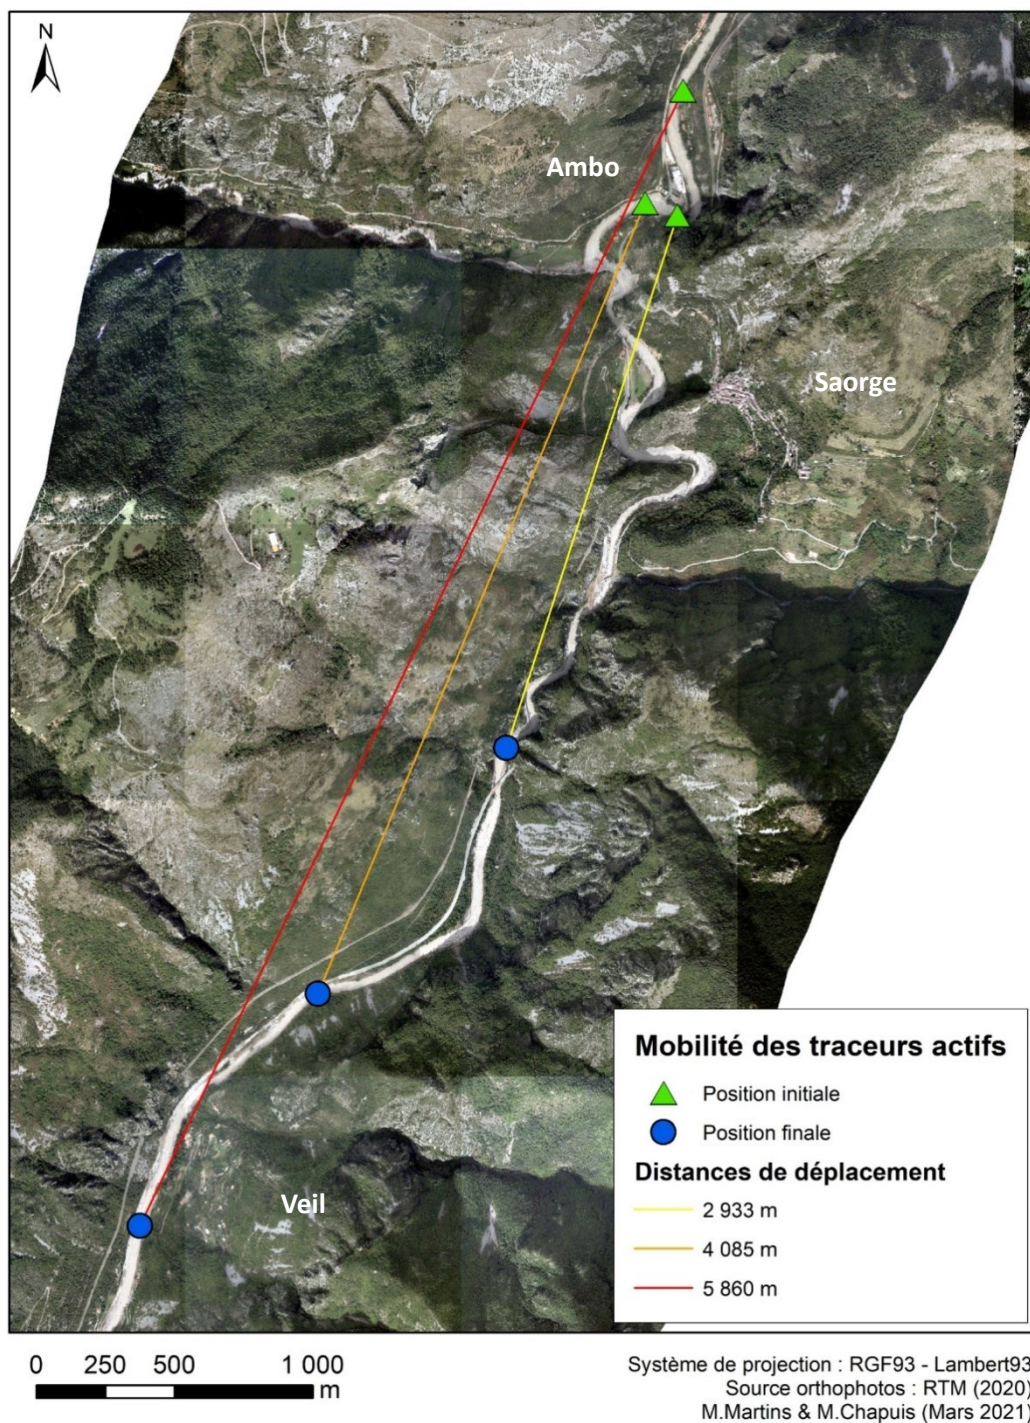 N
Ambo
Saorge
Veil
Mobilité des traceurs actifs
Position initiale
Position finale
Distances de déplacement
2 933 m
4 085 m
5 860 m
0 250 500 1 000
m
Système de projection : RGF93 - Lambert93
Source orthophotos : RTM (2020)
M.Martins & M.Chapuis (Mars 2021)